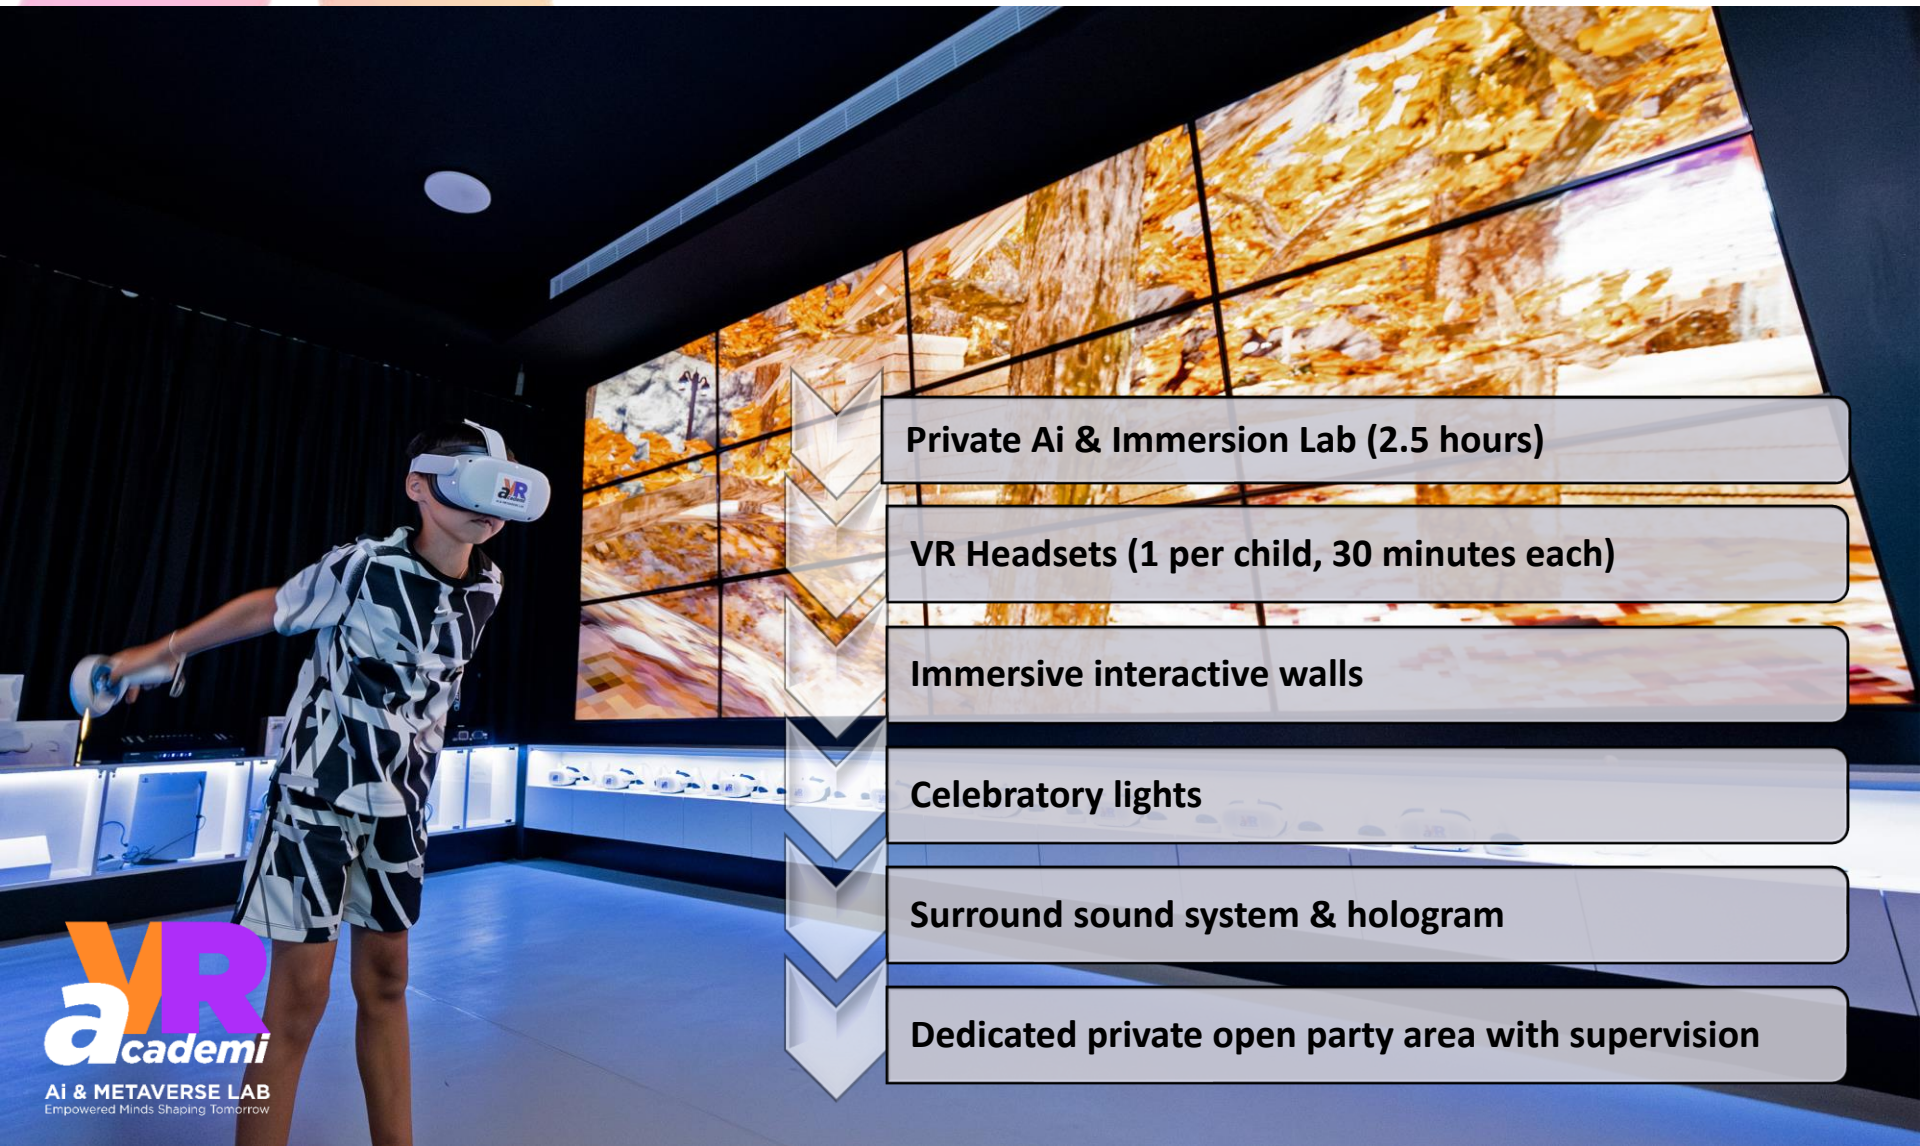 Private Ai & Immersion Lab (2.5 hours)
VR Headsets (1 per child, 30 minutes each)
Immersive interactive walls
Celebratory lights
Surround sound system & hologram
Dedicated private open party area with supervision
VR
academi
Ai & METAVERSE LAB
Empowered Minds Shaping Tomorrow
VR
academi